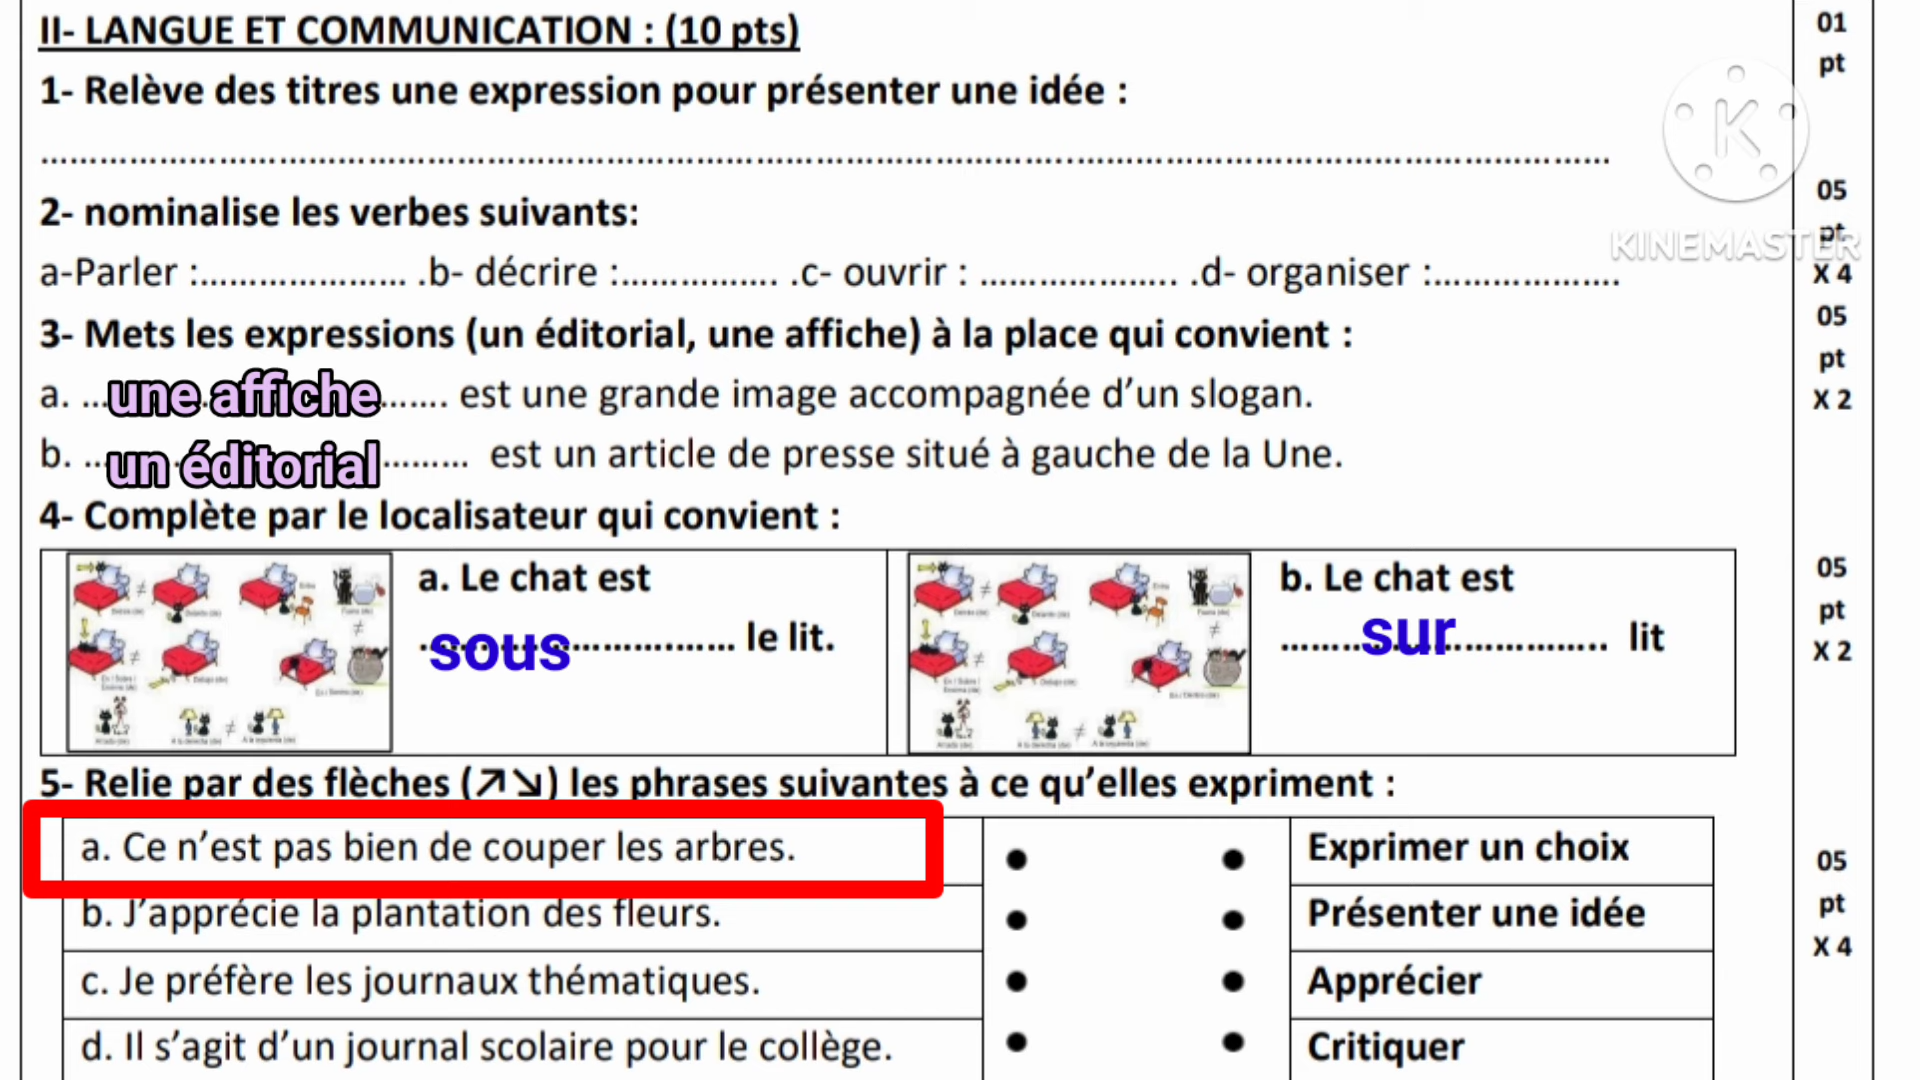 II- LANGUE ET COMMUNICATION : (10 pts)
01
pt
1- Relève des titres une expression pour présenter une idée :
K
KINEMASTER
2- nominalise les verbes suivants:
05
pt
X 4
a-Parler :..................... .b- décrire :................ .c- ouvrir : .................... .d- organiser :...................
3- Mets les expressions (un éditorial, une affiche) à la place qui convient :
05
pt
X 2
a. ... une affiche ....... est une grande image accompagnée d’un slogan.
b. ... un éditorial ......... est un article de presse situé à gauche de la Une.
4- Complète par le localisateur qui convient :
a. Le chat est
sous ................ le lit.
b. Le chat est
........ sur ................ lit
05
pt
X 2
5- Relie par des flèches (↗↘) les phrases suivantes à ce qu’elles expriment :
a. Ce n’est pas bien de couper les arbres. ● ● Exprimer un choix
b. J’apprécie la plantation des fleurs. ● ● Présenter une idée
c. Je préfère les journaux thématiques. ● ● Apprécier
d. Il s’agit d’un journal scolaire pour le collège. ● ● Critiquer
05
pt
X 4